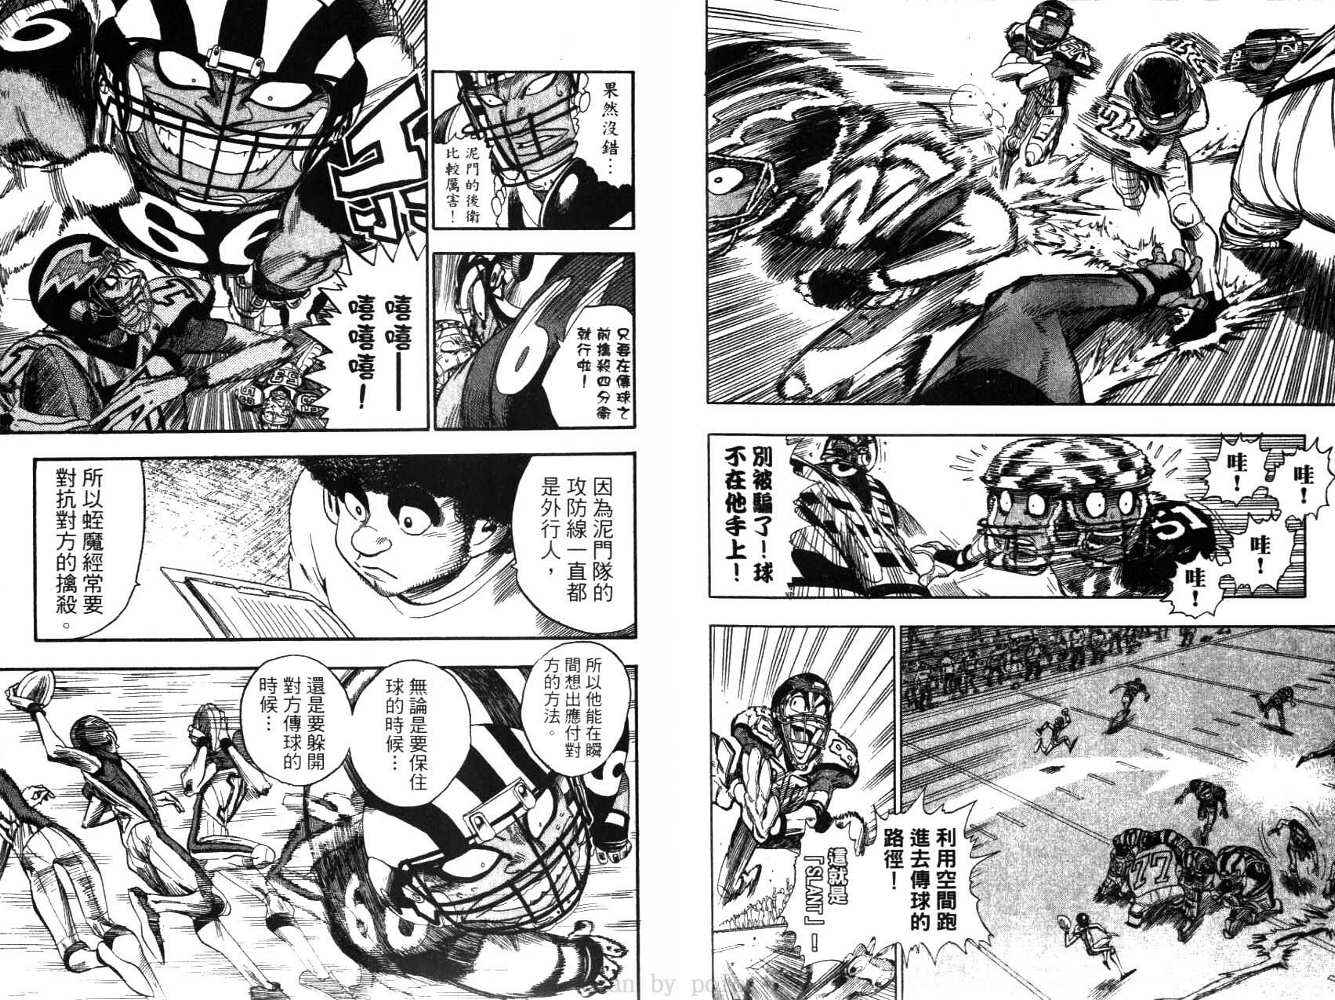 哇！
哇！
哇！
哇！
別被騙了！球
不在他手上！
利用空間跑
進去傳球的
路徑！
這就是
「SLANT」—
果然沒錯…
泥門的後衛
比較厲害！
只要在傳球之
前擒殺四分衛
就行啦！
嘻嘻——
嘻嘻嘻！
因為泥門隊的
攻防線一直都
是外行人，
所以蛭魔經常要
對抗對方的擒殺。
所以他能在瞬
間想出應付對
方的方法。
無論是要保住
球的時候…
還是要躲開
對方傳球的
時候…
21
51
77
66
66